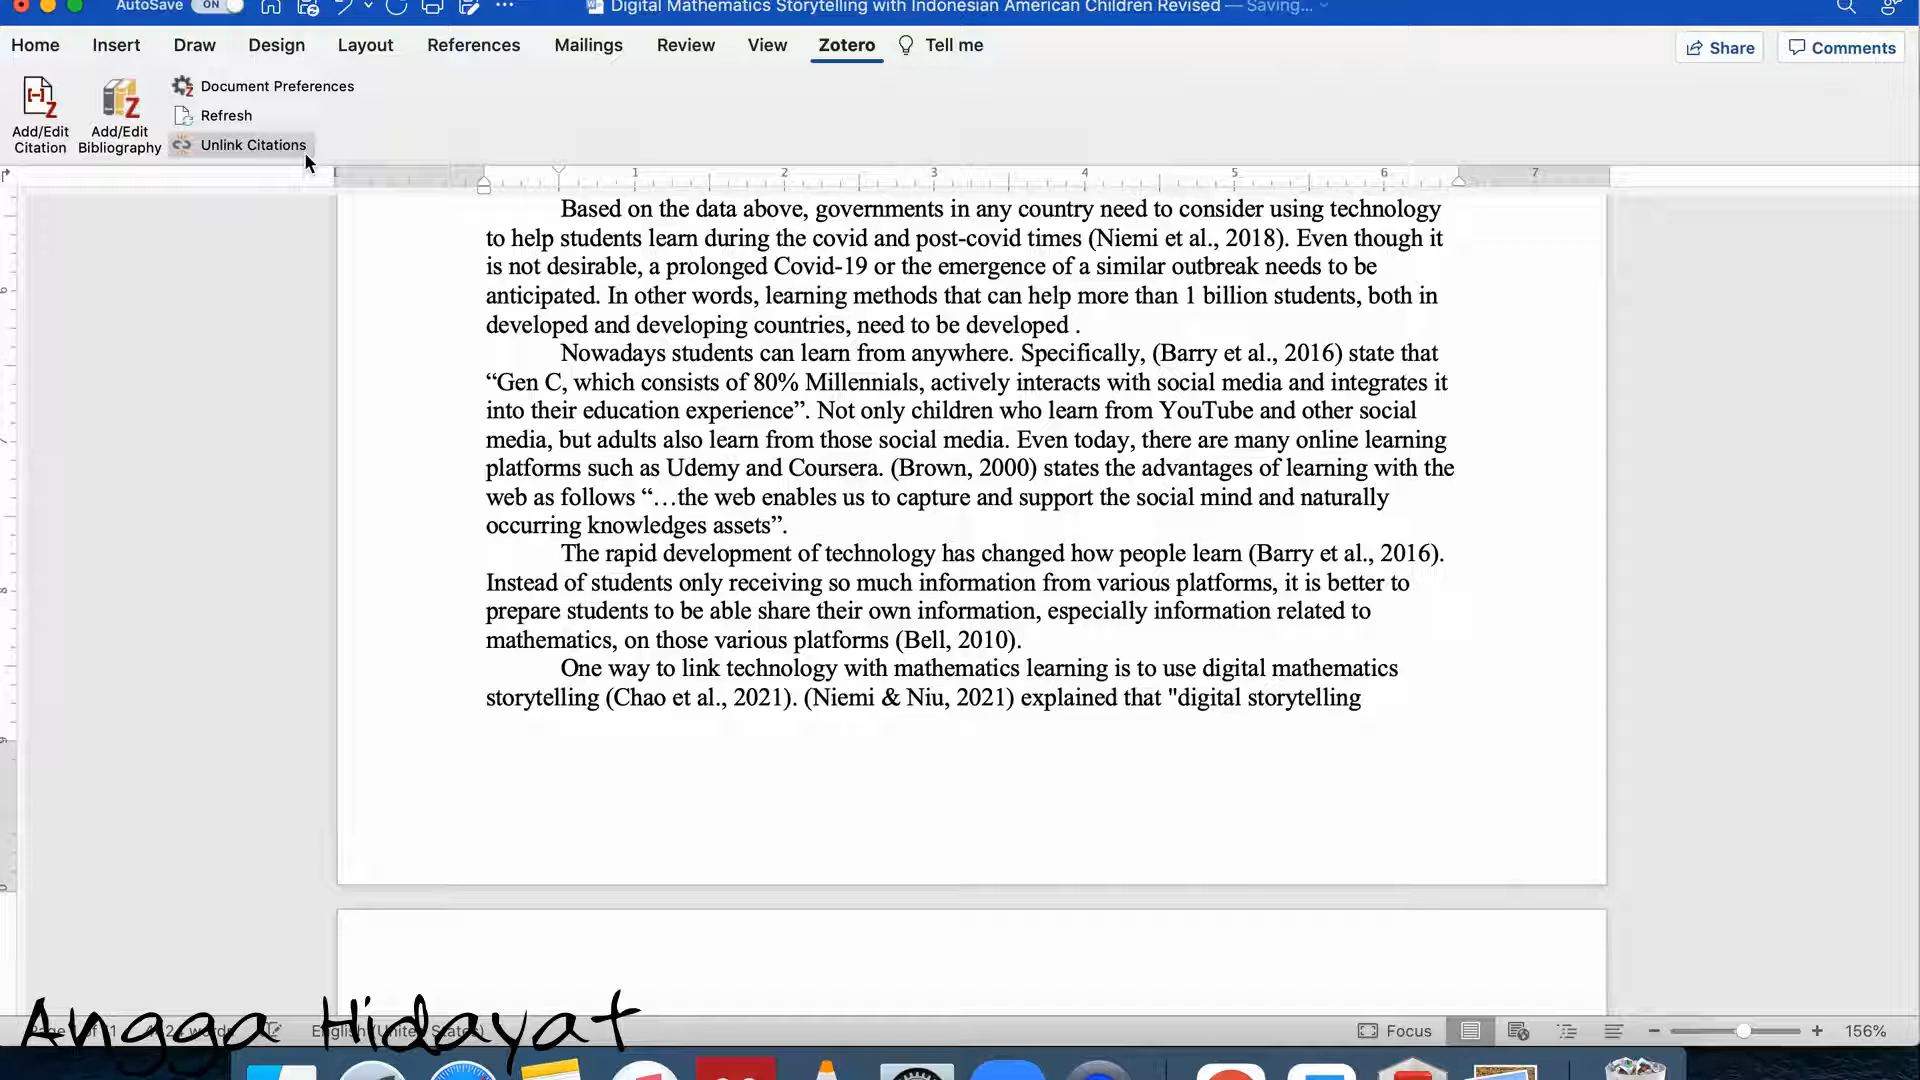 AutoSave ON Digital Mathematics Storytelling with Indonesian American Children Revised — Saving...
Home Insert Draw Design Layout References Mailings Review View Zotero Tell me Share Comments
Add/Edit Citation
Add/Edit Bibliography
Document Preferences
Refresh
Unlink Citations
1 2 3 4 5 6 7
Based on the data above, governments in any country need to consider using technology
to help students learn during the covid and post-covid times (Niemi et al., 2018). Even though it
is not desirable, a prolonged Covid-19 or the emergence of a similar outbreak needs to be
anticipated. In other words, learning methods that can help more than 1 billion students, both in
developed and developing countries, need to be developed .
Nowadays students can learn from anywhere. Specifically, (Barry et al., 2016) state that
“Gen C, which consists of 80% Millennials, actively interacts with social media and integrates it
into their education experience”. Not only children who learn from YouTube and other social
media, but adults also learn from those social media. Even today, there are many online learning
platforms such as Udemy and Coursera. (Brown, 2000) states the advantages of learning with the
web as follows “…the web enables us to capture and support the social mind and naturally
occurring knowledges assets”.
The rapid development of technology has changed how people learn (Barry et al., 2016).
Instead of students only receiving so much information from various platforms, it is better to
prepare students to be able share their own information, especially information related to
mathematics, on those various platforms (Bell, 2010).
One way to link technology with mathematics learning is to use digital mathematics
storytelling (Chao et al., 2021). (Niemi & Niu, 2021) explained that "digital storytelling
Angga Hidayat
English (United States) Focus 156%